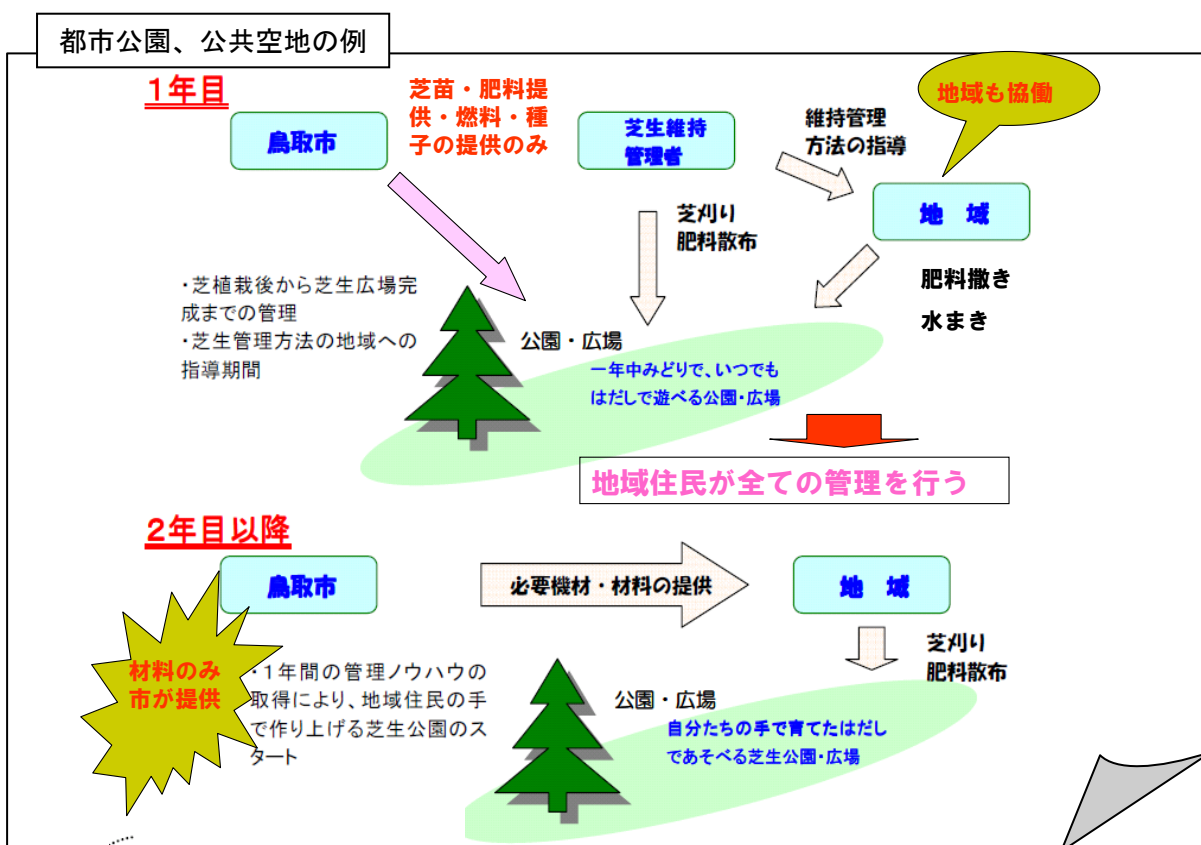 都市公園、公共空地の例
1年目
鳥取市
芝苗・肥料提
供・燃料・種
子の提供のみ
芝生維持
管理者
維持管理
方法の指導
地域も協働
地 域
芝刈り
肥料散布
肥料撒き
水まき
・芝植栽後から芝生広場完
成までの管理
・芝生管理方法の地域への
指導期間
公園・広場
一年中みどりで、いつでも
はだしで遊べる公園・広場
地域住民が全ての管理を行う
2年目以降
鳥取市
必要機材・材料の提供
地 域
材料のみ
市が提供
・1年間の管理ノウハウの
取得により、地域住民の手
で作り上げる芝生公園のス
タート
芝刈り
肥料散布
公園・広場
自分たちの手で育てたはだし
であそべる芝生公園・広場